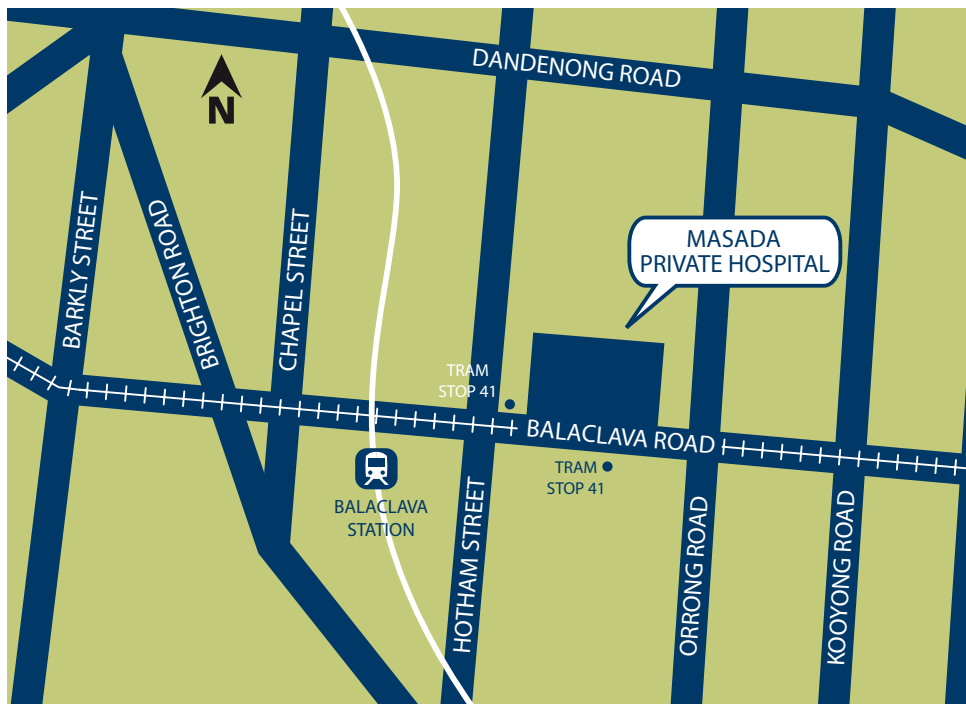 DANDENONG ROAD
N
BARKLY STREET
BRIGHTON ROAD
CHAPEL STREET
MASADA
PRIVATE HOSPITAL
TRAM
STOP 41
BALACLAVA ROAD
TRAM
STOP 41
BALACLAVA
STATION
HOTHAM STREET
ORRONG ROAD
KOOYONG ROAD